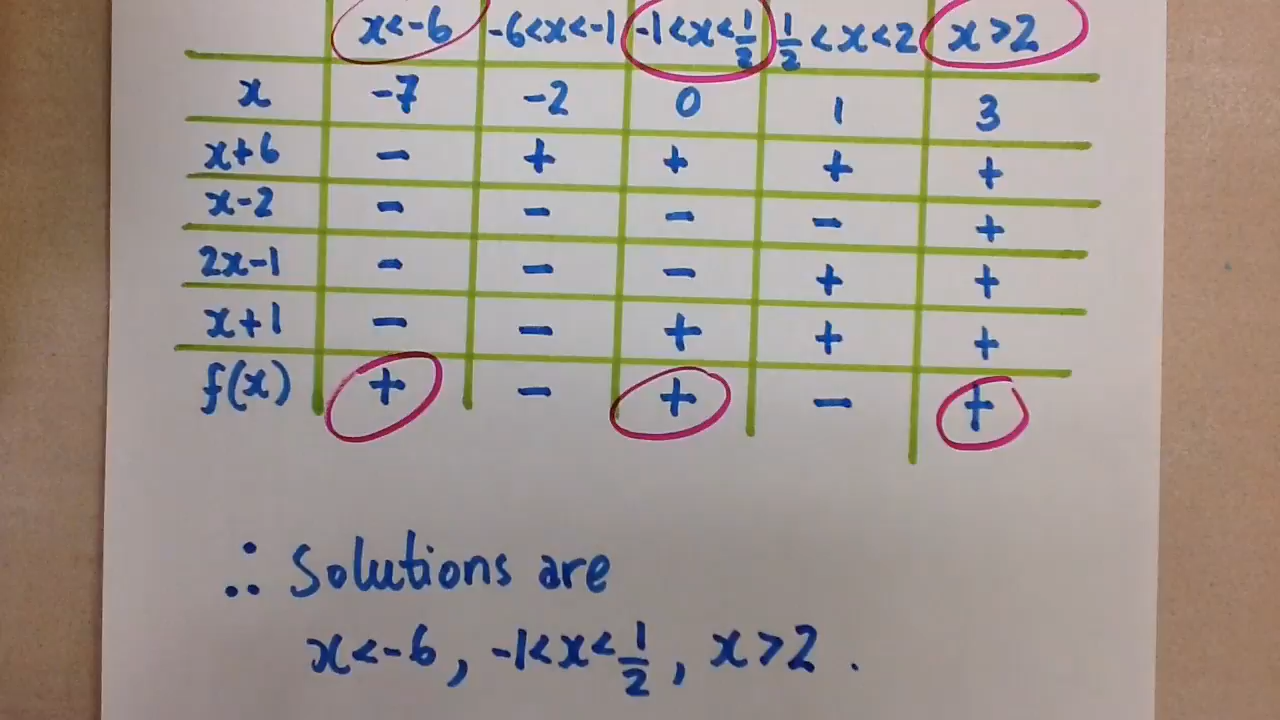 x<-6 -6<x<-1 -1<x<1/2 1/2<x<2 x>2
x -7 -2 0 1 3
x+6 - + + + +
x-2 - - - - +
2x-1 - - - + +
x+1 - - + + +
f(x) + - + - +
∴ Solutions are
x<-6, -1<x<1/2, x>2.